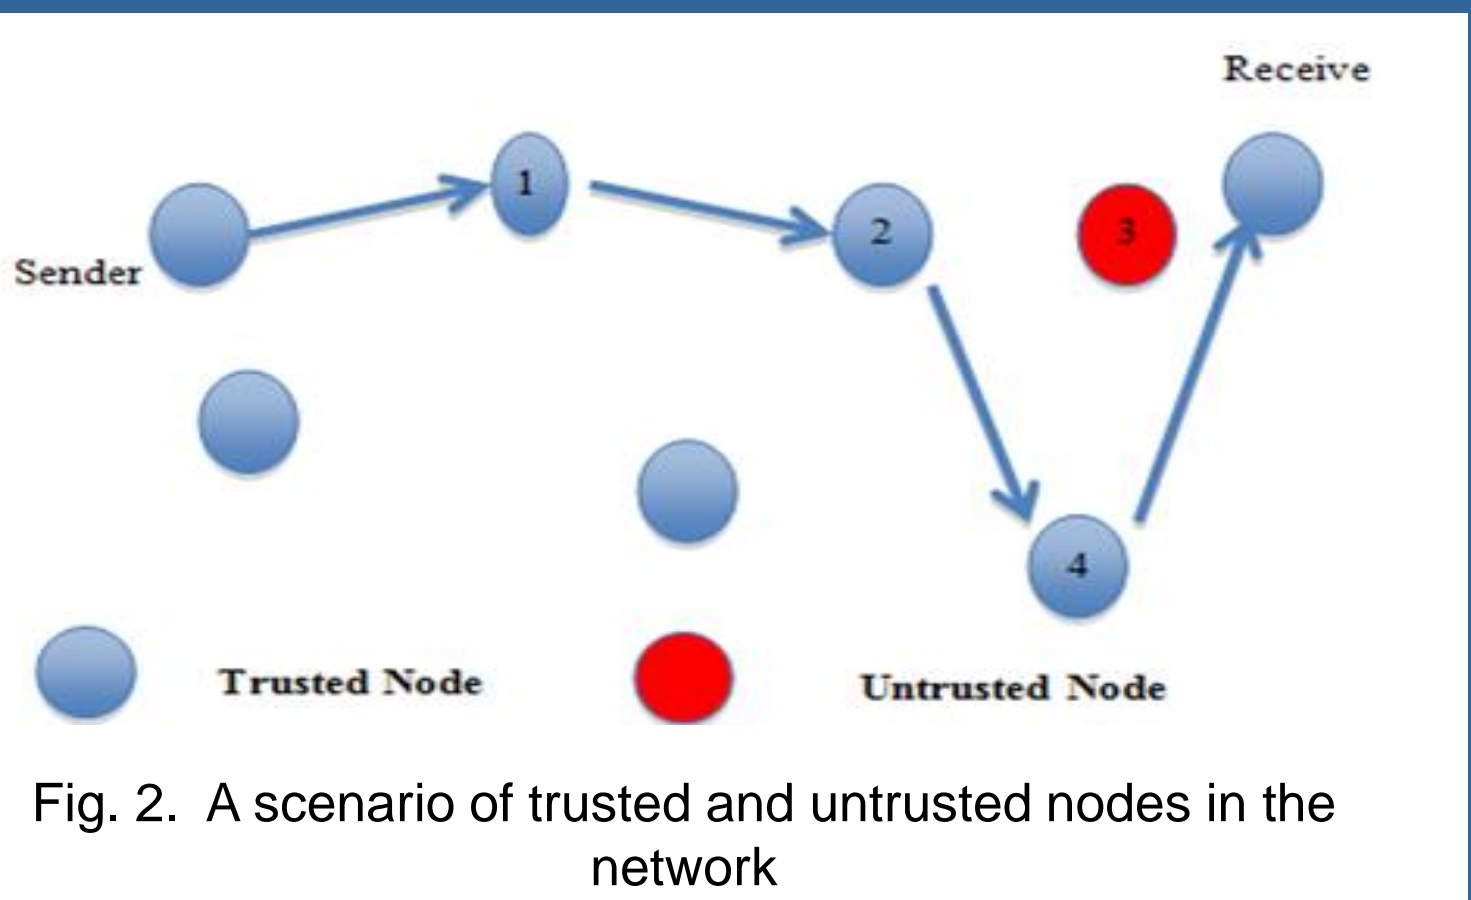 Receive
1
2
3
Sender
4
Trusted Node
Untrusted Node
Fig. 2. A scenario of trusted and untrusted nodes in the
network